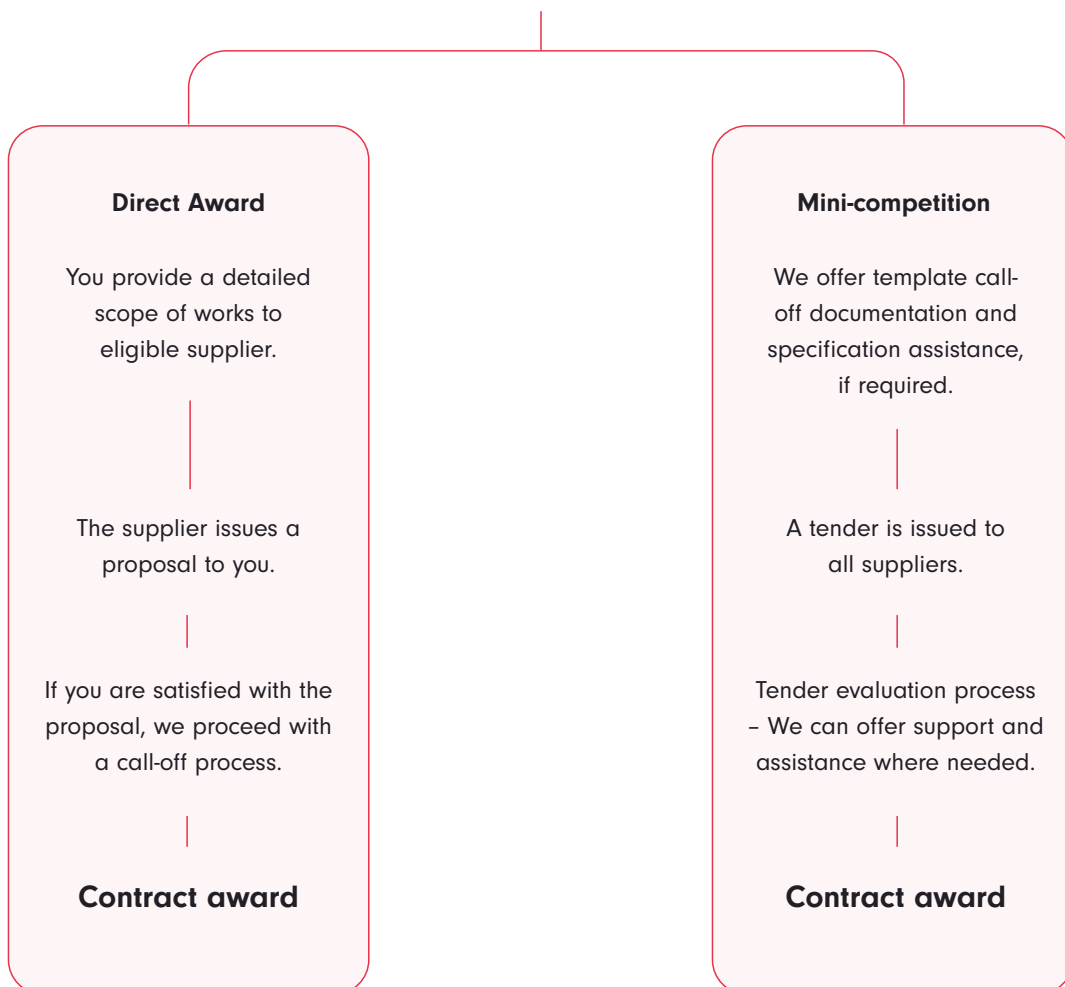 Direct Award
You provide a detailed
scope of works to
eligible supplier.
The supplier issues a
proposal to you.
If you are satisfied with the
proposal, we proceed with
a call-off process.
Contract award
Mini-competition
We offer template call-
off documentation and
specification assistance,
if required.
A tender is issued to
all suppliers.
Tender evaluation process
– We can offer support and
assistance where needed.
Contract award